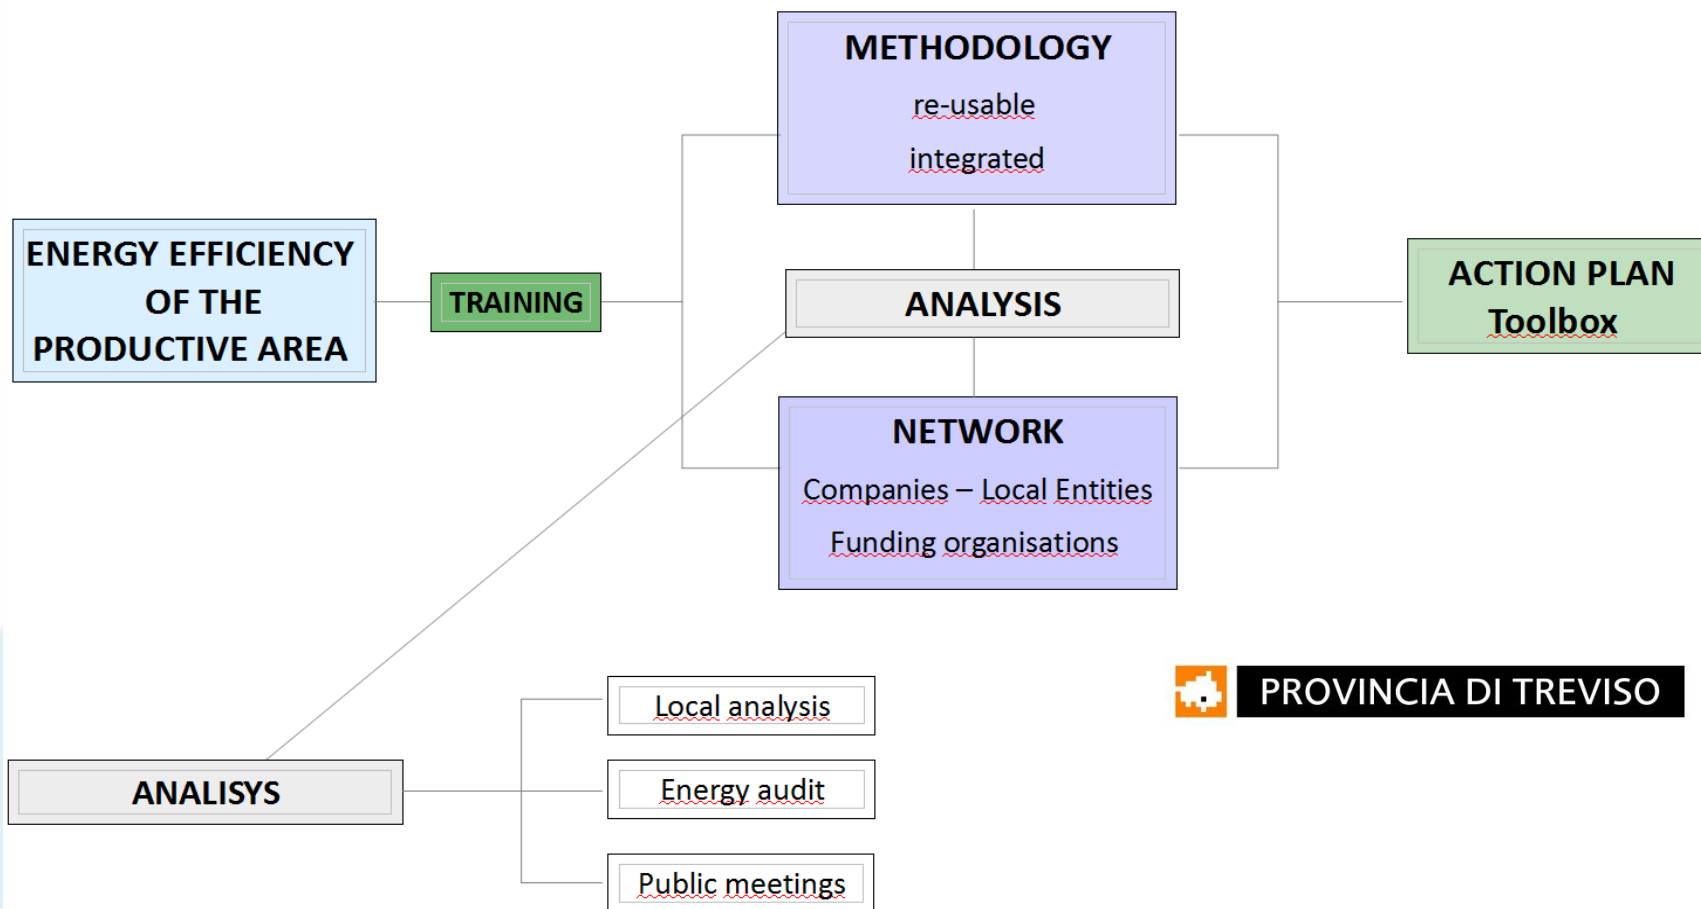 METHODOLOGY
re-usable
integrated
ENERGY EFFICIENCY
OF THE
PRODUCTIVE AREA
TRAINING
ANALYSIS
ACTION PLAN
Toolbox
NETWORK
Companies – Local Entities
Funding organisations
PROVINCIA DI TREVISO
ANALISYS
Local analysis
Energy audit
Public meetings